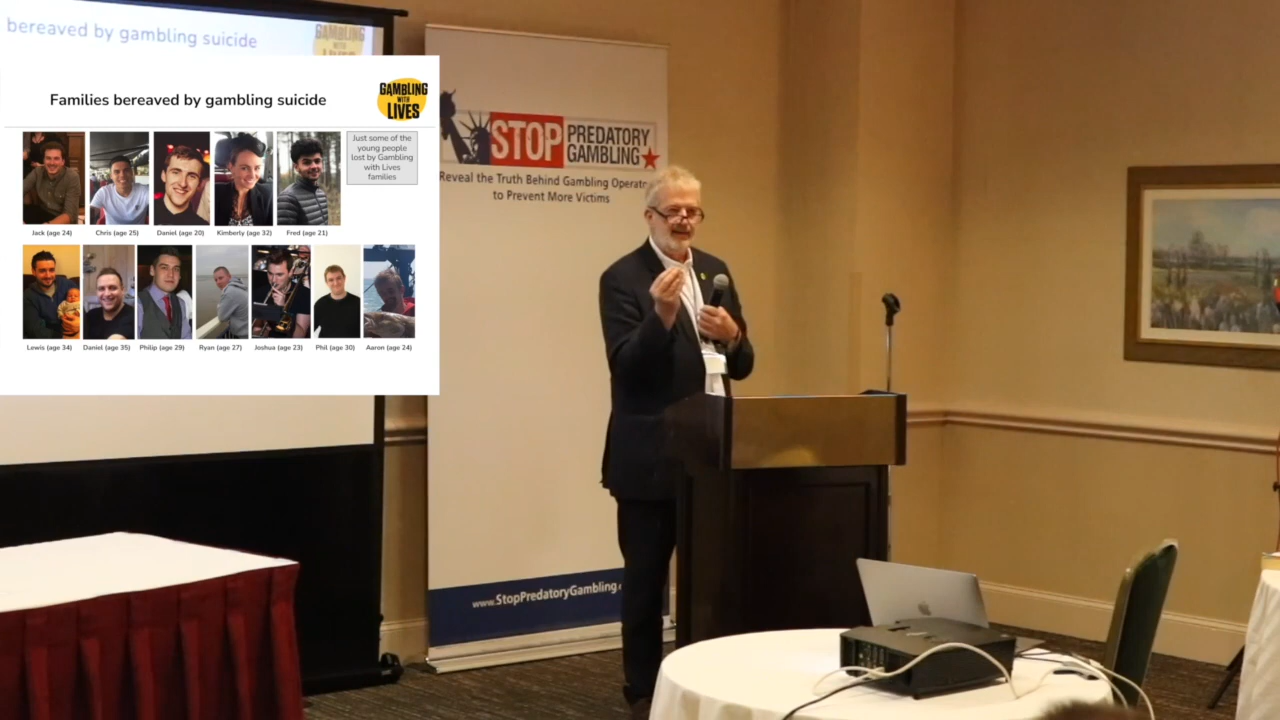 bereaved by gambling suicide
GAMBLING
WITH
Families bereaved by gambling suicide
GAMBLING
WITH
LIVES
Just some of the
young people
lost by Gambling
with Lives
families
Jack (age 24)
Chris (age 25)
Daniel (age 20)
Kimberly (age 32)
Fred (age 21)
Lewis (age 34)
Daniel (age 35)
Philip (age 29)
Ryan (age 27)
Joshua (age 23)
Phil (age 30)
Aaron (age 24)
STOP PREDATORY
GAMBLING
Reveal the Truth Behind Gambling
to Prevent More Victims
www.StopPredatoryGambling.